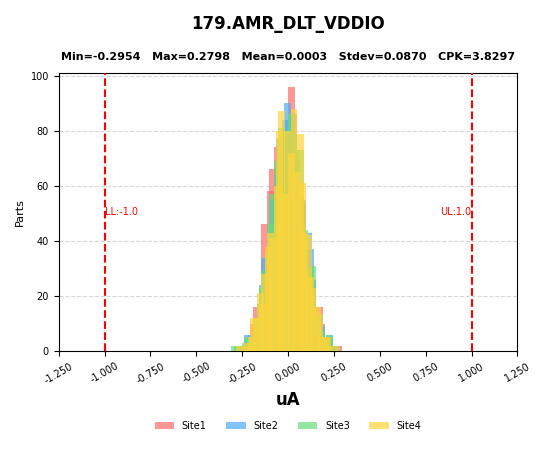 179.AMR_DLT_VDDIO
Min=-0.2954 Max=0.2798 Mean=0.0003 Stdev=0.0870 CPK=3.8297
100
80
60
40
20
0
Parts
LL:-1.0
UL:1.0
-1.250 -1.000 -0.750 -0.500 -0.250 0.000 0.250 0.500 0.750 1.000 1.250
uA
Site1 Site2 Site3 Site4